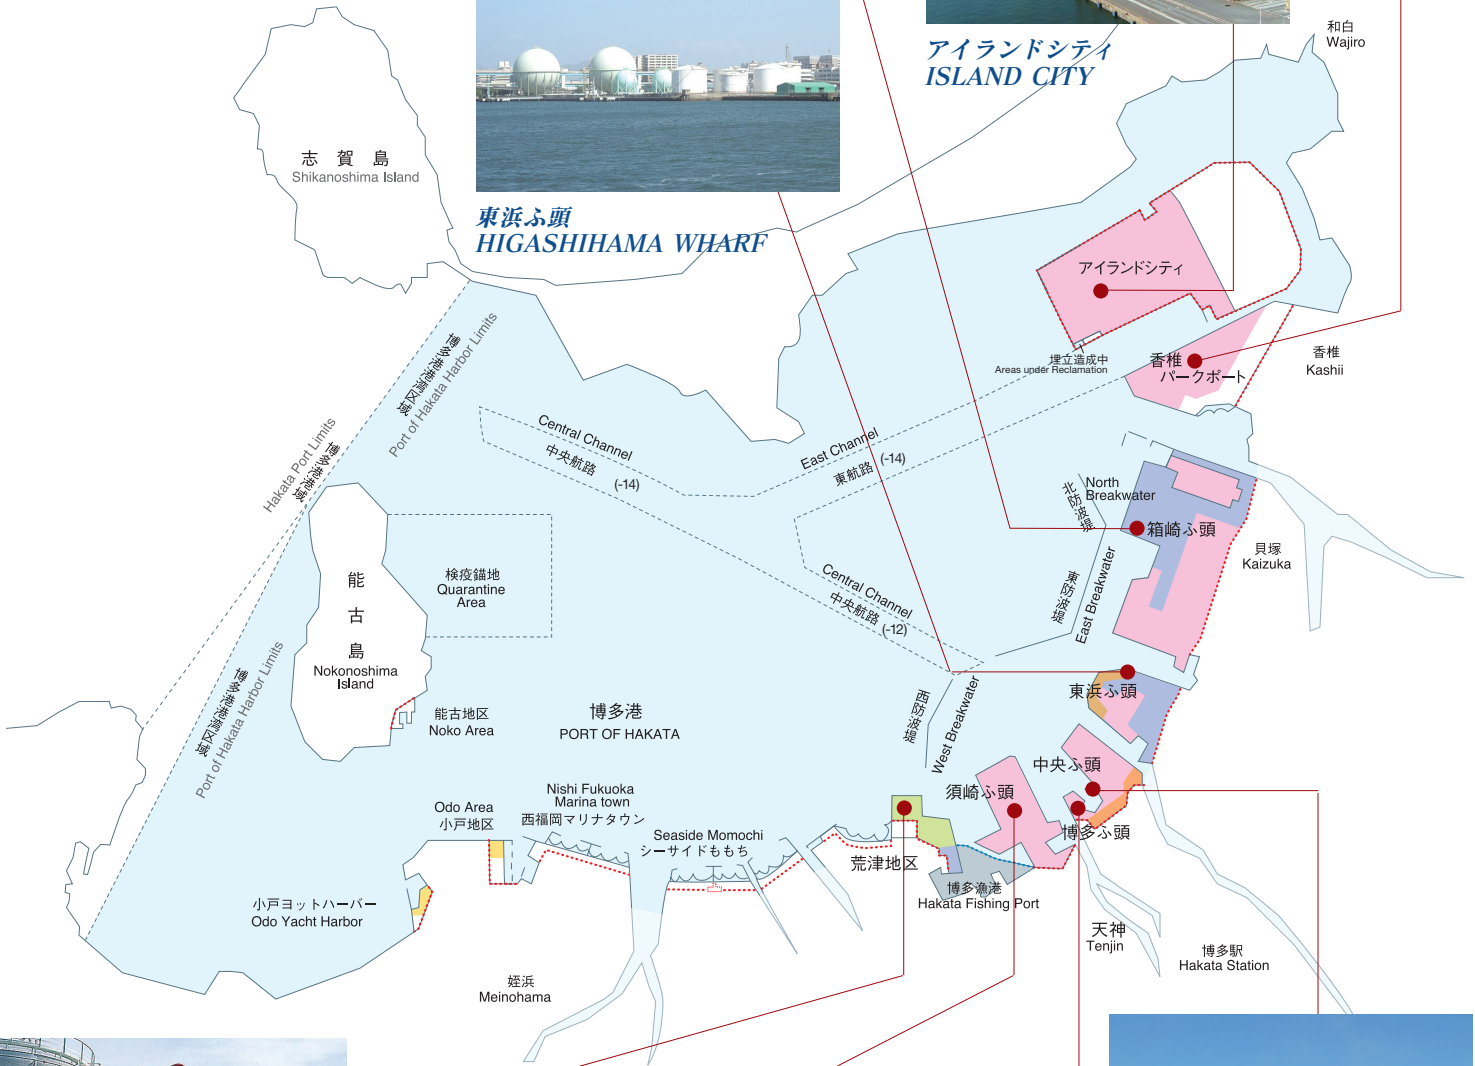 和白
Wajiro
アイランドシティ
ISLAND CITY
志賀島
Shikanoshima Island
東浜ふ頭
HIGASHIHAMA WHARF
アイランドシティ
埋立造成中
Areas under Reclamation
香椎
パークポート
香椎
Kashii
博多港港湾区域
Port of Hakata Harbor Limits
Hakata Port Limits
博多港港域
Central Channel
中央航路
(-14)
East Channel
東航路
(-14)
北防波堤
North
Breakwater
箱崎ふ頭
貝塚
Kaizuka
能古島
Nokonoshima
Island
検疫錨地
Quarantine
Area
Central Channel
中央航路
(-12)
東防波堤
East Breakwater
博多港港湾区域
Port of Hakata Harbor Limits
能古地区
Noko Area
博多港
PORT OF HAKATA
西防波堤
West Breakwater
東浜ふ頭
中央ふ頭
須崎ふ頭
博多ふ頭
Odo Area
小戸地区
Nishi Fukuoka
Marina town
西福岡マリナタウン
Seaside Momochi
シーサイドももち
荒津地区
博多漁港
Hakata Fishing Port
小戸ヨットハーバー
Odo Yacht Harbor
天神
Tenjin
博多駅
Hakata Station
姪浜
Meinohama